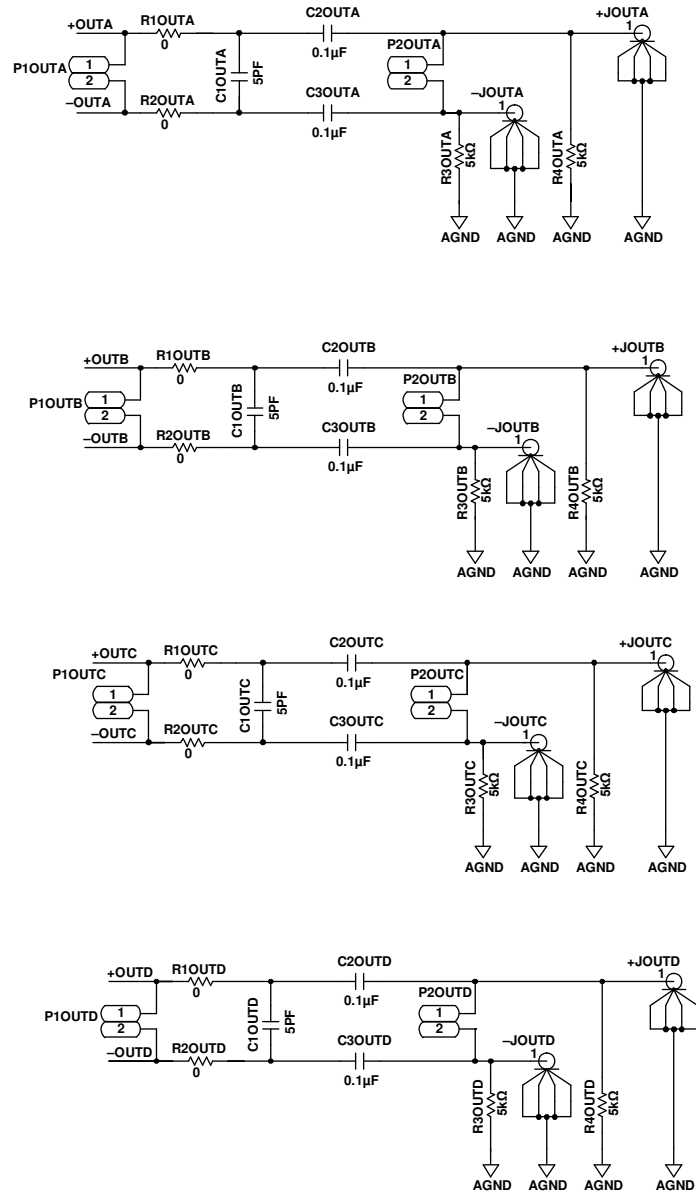 +OUTA
R1OUTA
0
C2OUTA
0.1µF
+JOUTA
1
P1OUTA
1
2
C1OUTA
5PF
P2OUTA
1
2
–OUTA
R2OUTA
0
C3OUTA
0.1µF
–JOUTA
1
R3OUTA
5kΩ
R4OUTA
5kΩ
AGND
AGND
AGND
AGND
+OUTB
R1OUTB
0
C2OUTB
0.1µF
+JOUTB
1
P1OUTB
1
2
C1OUTB
5PF
P2OUTB
1
2
–OUTB
R2OUTB
0
C3OUTB
0.1µF
–JOUTB
1
R3OUTB
5kΩ
R4OUTB
5kΩ
AGND
AGND
AGND
AGND
+OUTC
R1OUTC
0
C2OUTC
0.1µF
+JOUTC
1
P1OUTC
1
2
C1OUTC
5PF
P2OUTC
1
2
–OUTC
R2OUTC
0
C3OUTC
0.1µF
–JOUTC
1
R3OUTC
5kΩ
R4OUTC
5kΩ
AGND
AGND
AGND
AGND
+OUTD
R1OUTD
0
C2OUTD
0.1µF
+JOUTD
1
P1OUTD
1
2
C1OUTD
5PF
P2OUTD
1
2
–OUTD
R2OUTD
0
C3OUTD
0.1µF
–JOUTD
1
R3OUTD
5kΩ
R4OUTD
5kΩ
AGND
AGND
AGND
AGND